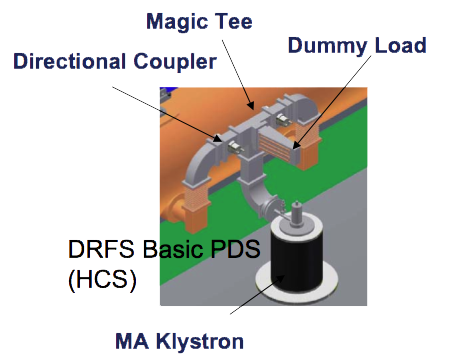 Magic Tee
Directional Coupler
Dummy Load
DRFS Basic PDS
(HCS)
MA Klystron